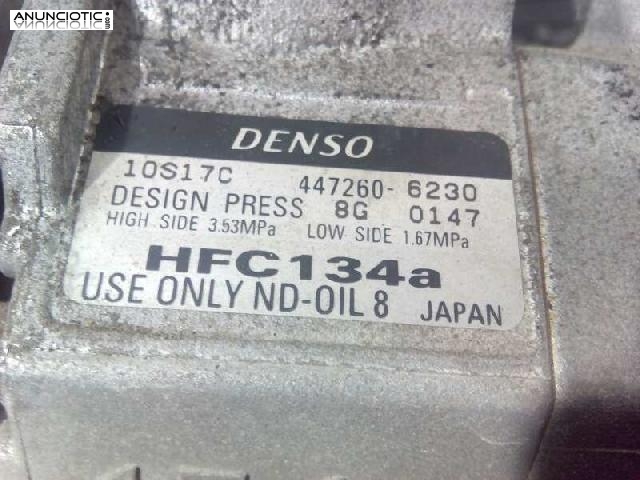 ANUNCIOTIC
.com
DENSO
10S17C 447260-6230
DESIGN PRESS 8G 0147
HIGH SIDE 3.53MPa LOW SIDE 1.67MPa
HFC134a
USE ONLY ND-OIL 8 JAPAN